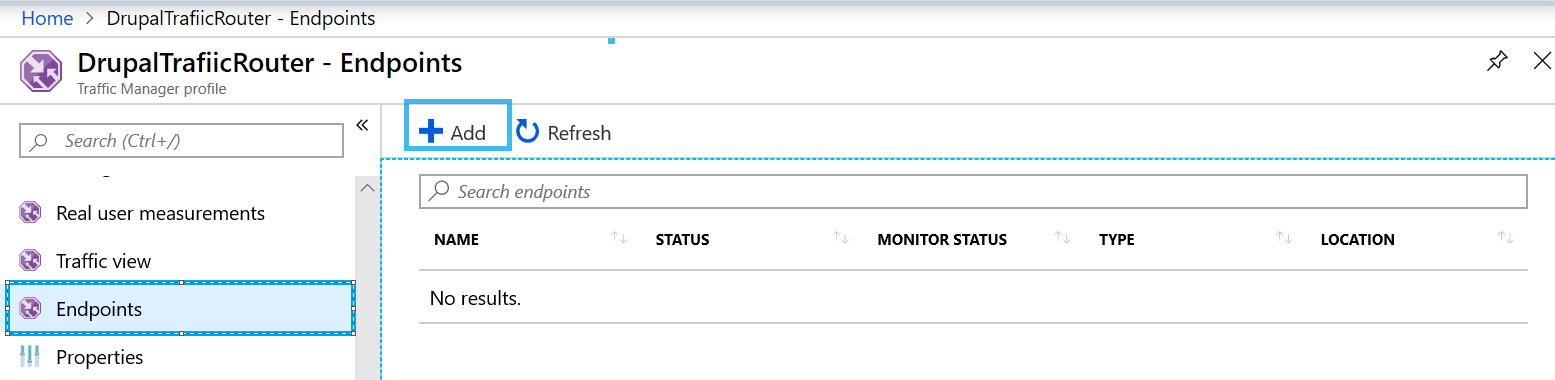 Home > DrupalTrafiicRouter - Endpoints
DrupalTrafiicRouter - Endpoints
Traffic Manager profile
Search (Ctrl+/)
Add Refresh
Search endpoints
Real user measurements
NAME STATUS MONITOR STATUS TYPE LOCATION
Traffic view
Endpoints
No results.
Properties